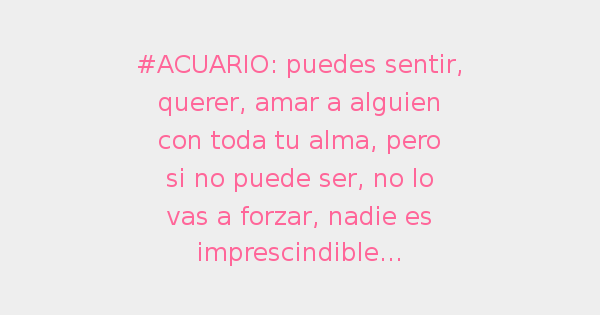 #ACUARIO: puedes sentir,
querer, amar a alguien
con toda tu alma, pero
si no puede ser, no lo
vas a forzar, nadie es
imprescindible...